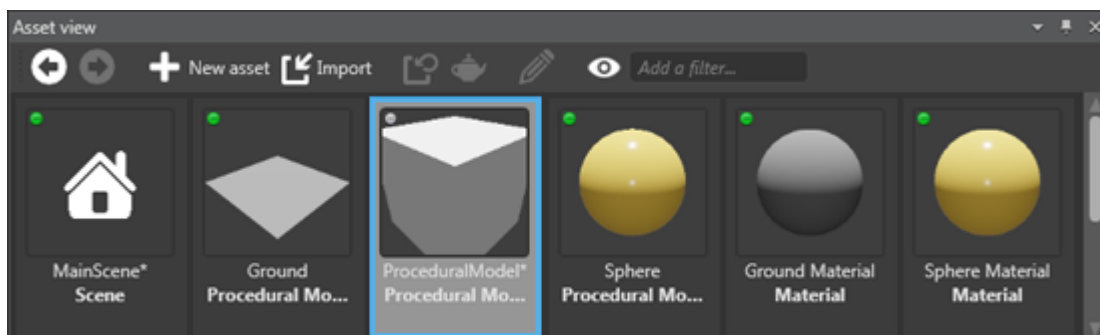 Asset view
New asset Import Add a filter...
MainScene* Ground ProceduralModel* Sphere Ground Material Sphere Material
Scene Procedural Mo... Procedural Mo... Procedural Mo... Material Material